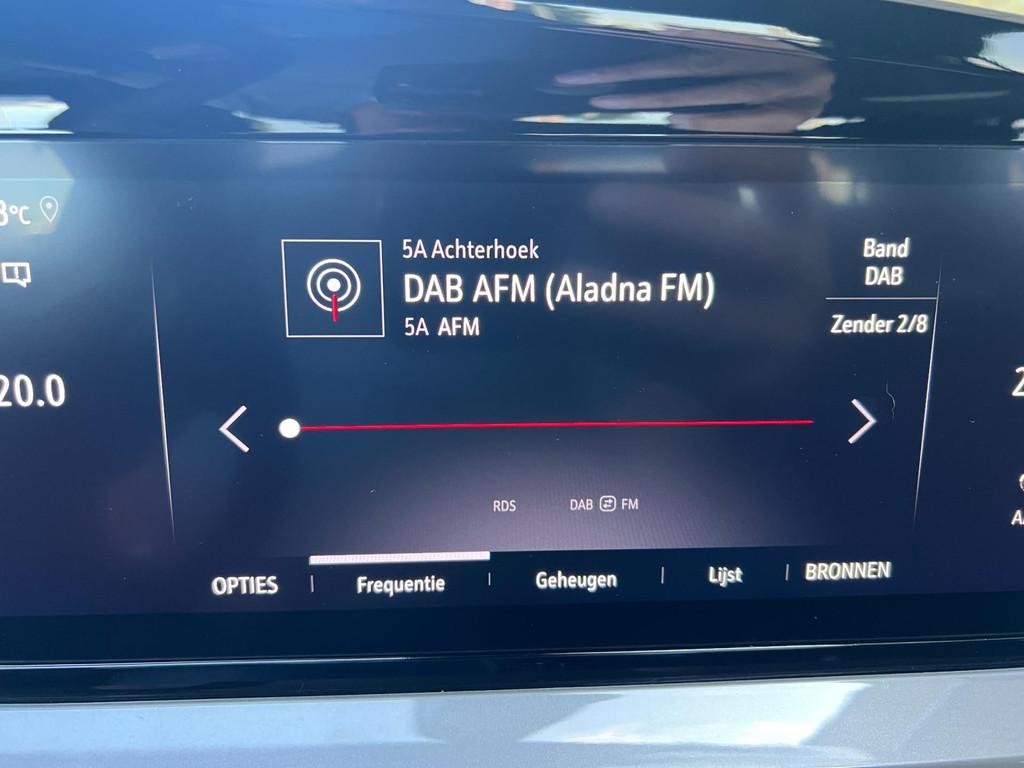 °C
5A Achterhoek
DAB AFM (Aladna FM)
5A AFM
Band
DAB
Zender 2/8
20.0
RDS
DAB FM
OPTIES
Frequentie
Geheugen
Lijst
BRONNEN